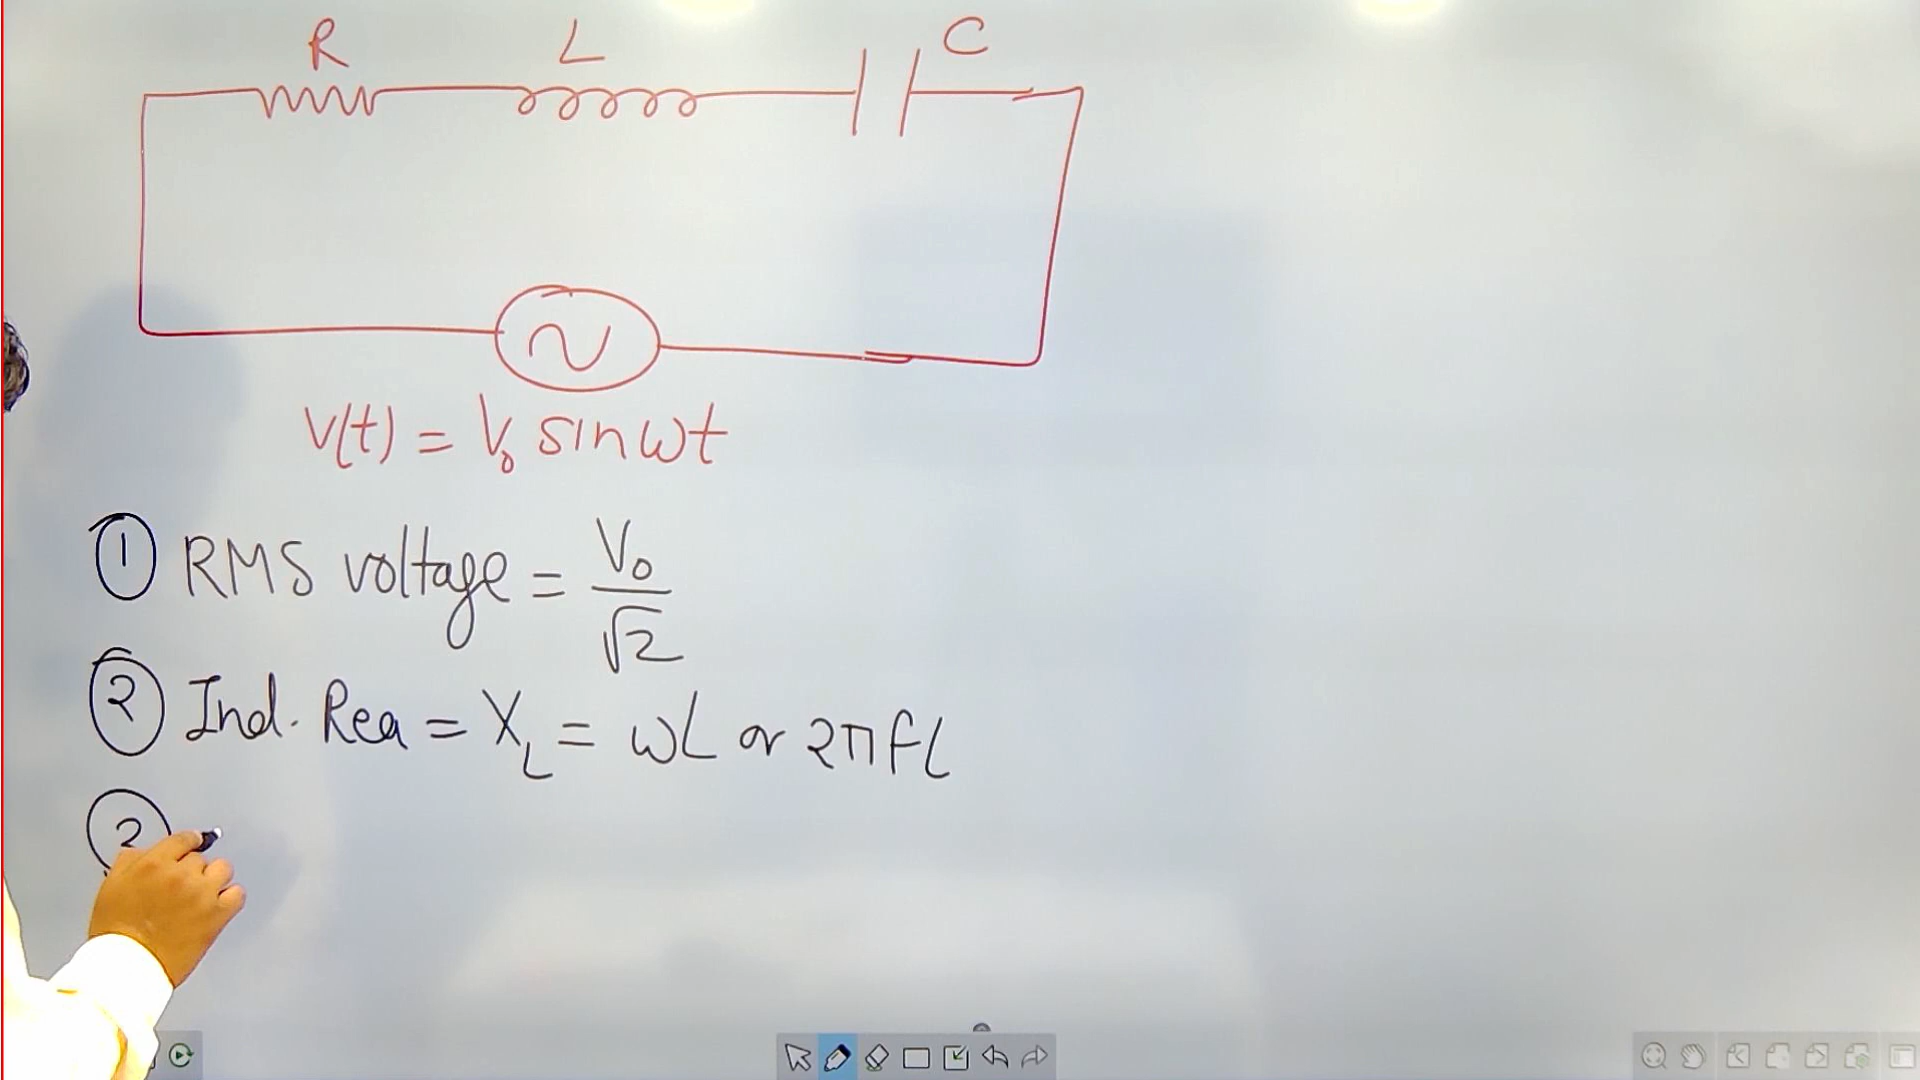 R L C
V(t) = V₀ sin ωt
① RMS voltage = V₀/√2
② Ind. Rea = X_L = ωL or 2πfL
③